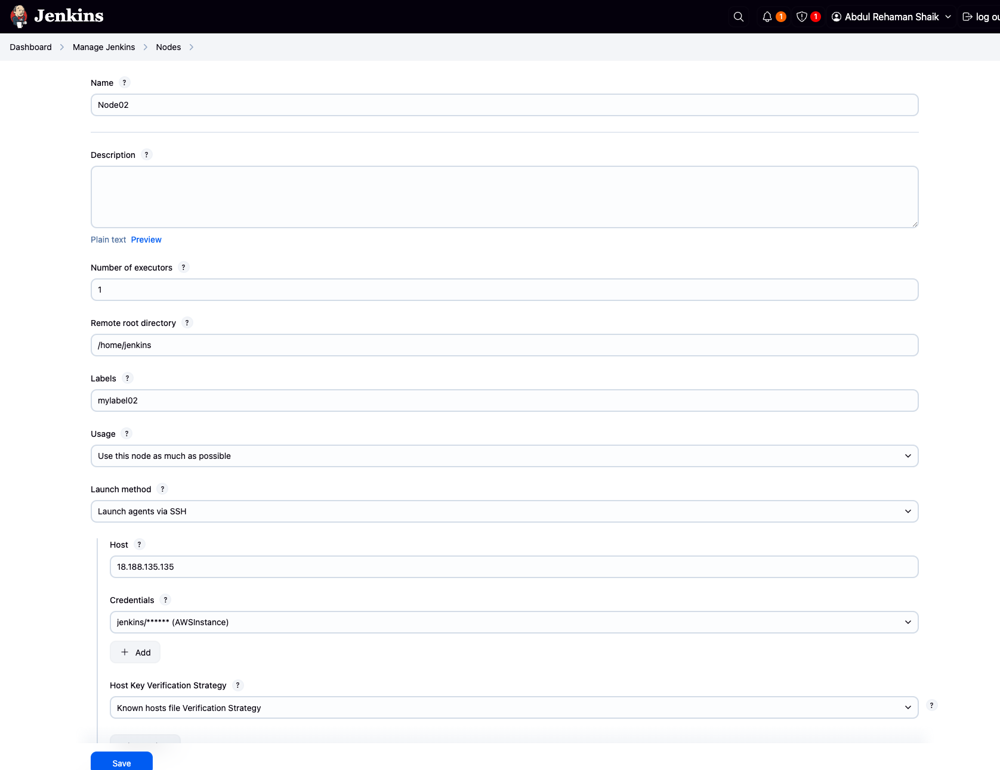 Jenkins
1
1
Abdul Rehaman Shaik
log ou
Dashboard
Manage Jenkins
Nodes
Name ?
Node02
Description ?
Plain text Preview
Number of executors ?
1
Remote root directory ?
/home/jenkins
Labels ?
mylabel02
Usage ?
Use this node as much as possible
Launch method ?
Launch agents via SSH
Host ?
18.188.135.135
Credentials ?
jenkins/****** (AWSInstance)
+ Add
Host Key Verification Strategy ?
Known hosts file Verification Strategy
?
Save